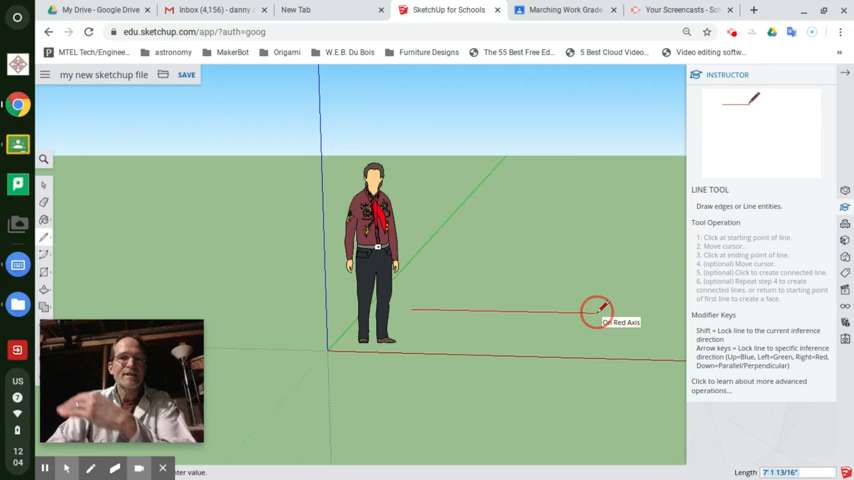 My Drive - Google Drive
Inbox (4,156) - danny.s
New Tab
SketchUp for Schools
Marching Work Grade
Your Screencasts - Scr
edu.sketchup.com/app/?auth=goog
MTEL Tech/Enginee...
astronomy
MakerBot
Origami
W.E.B. Du Bois
Furniture Designs
The 55 Best Free Ed...
5 Best Cloud Video...
Video editing softw...
my new sketchup file
SAVE
INSTRUCTOR
LINE TOOL
Draw edges or Line entities.
Tool Operation
1. Click at starting point of line.
2. Move cursor.
3. Click at ending point of line.
4. (optional) Move cursor.
5. (optional) Click to create connected line.
6. (optional) Repeat step 4 to create
connected lines, or return to starting point
of first line to create a face.
Modifier Keys
Shift = Lock line to the current inference
direction
Arrow keys = Lock line to specific inference
direction (Up=Blue, Left=Green, Right=Red,
Down=Parallel/Perpendicular)
Click to learn about more advanced
operations...
On Red Axis
US
7
12
04
nter value.
Length
7' 1 13/16"